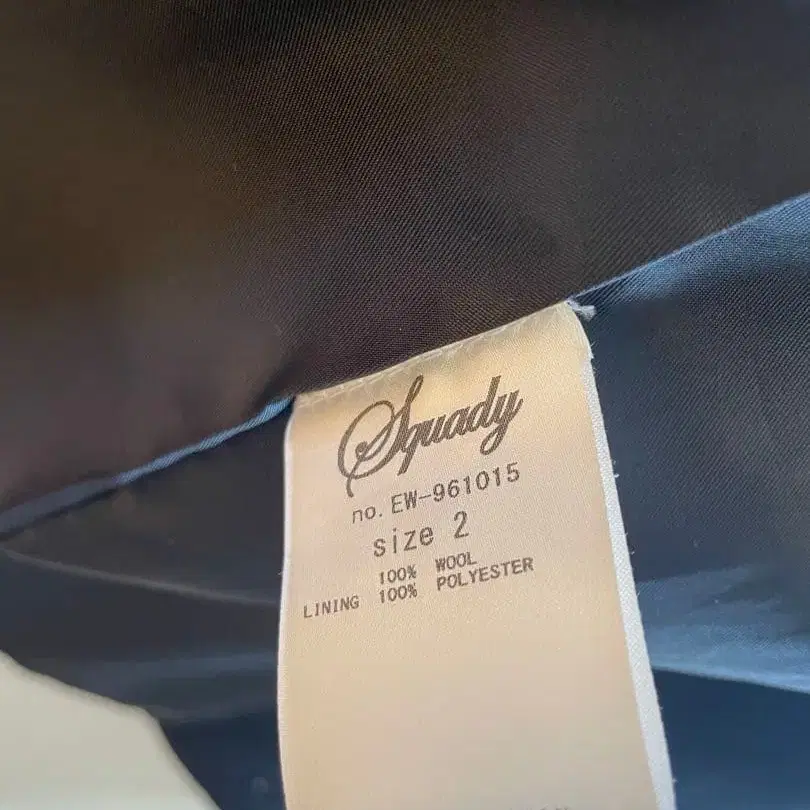 Squady
no. EW-961015
size 2
100% WOOL
LINING 100% POLYESTER